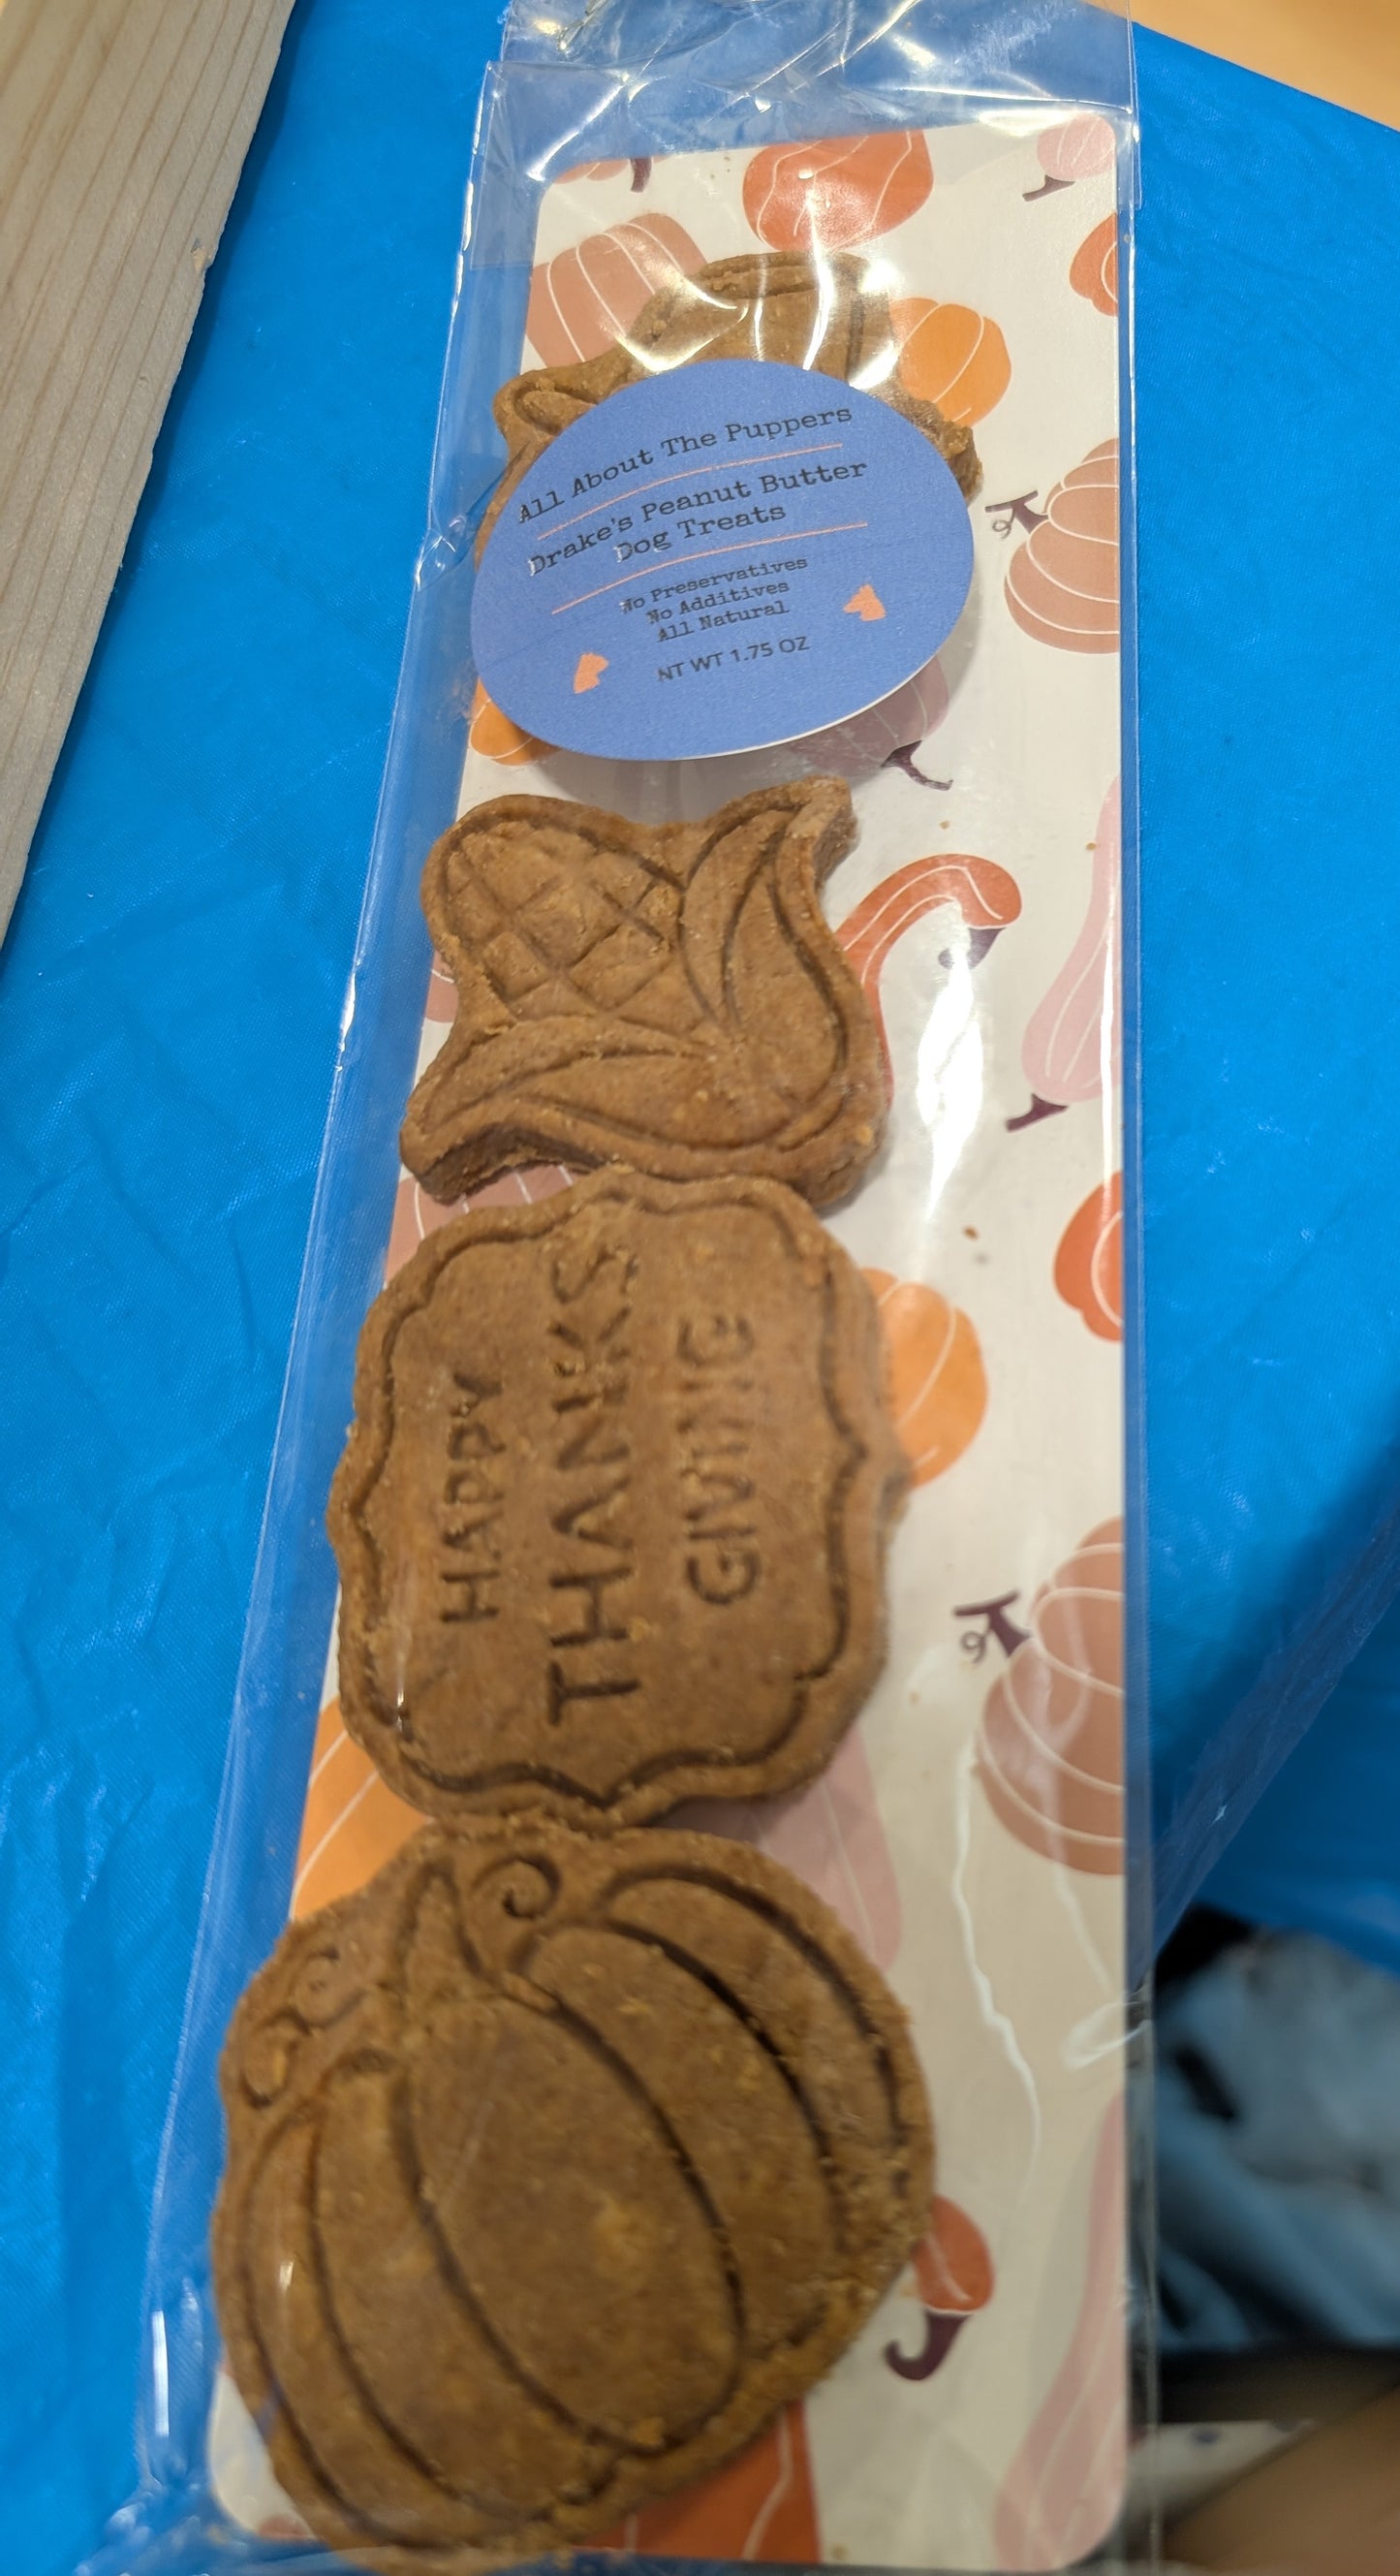 All About The Puppers
Drake's Peanut Butter
Dog Treats
No Preservatives
No Additives
All Natural
NT WT 1.75 OZ
HAPPY
THANKS
GIVING